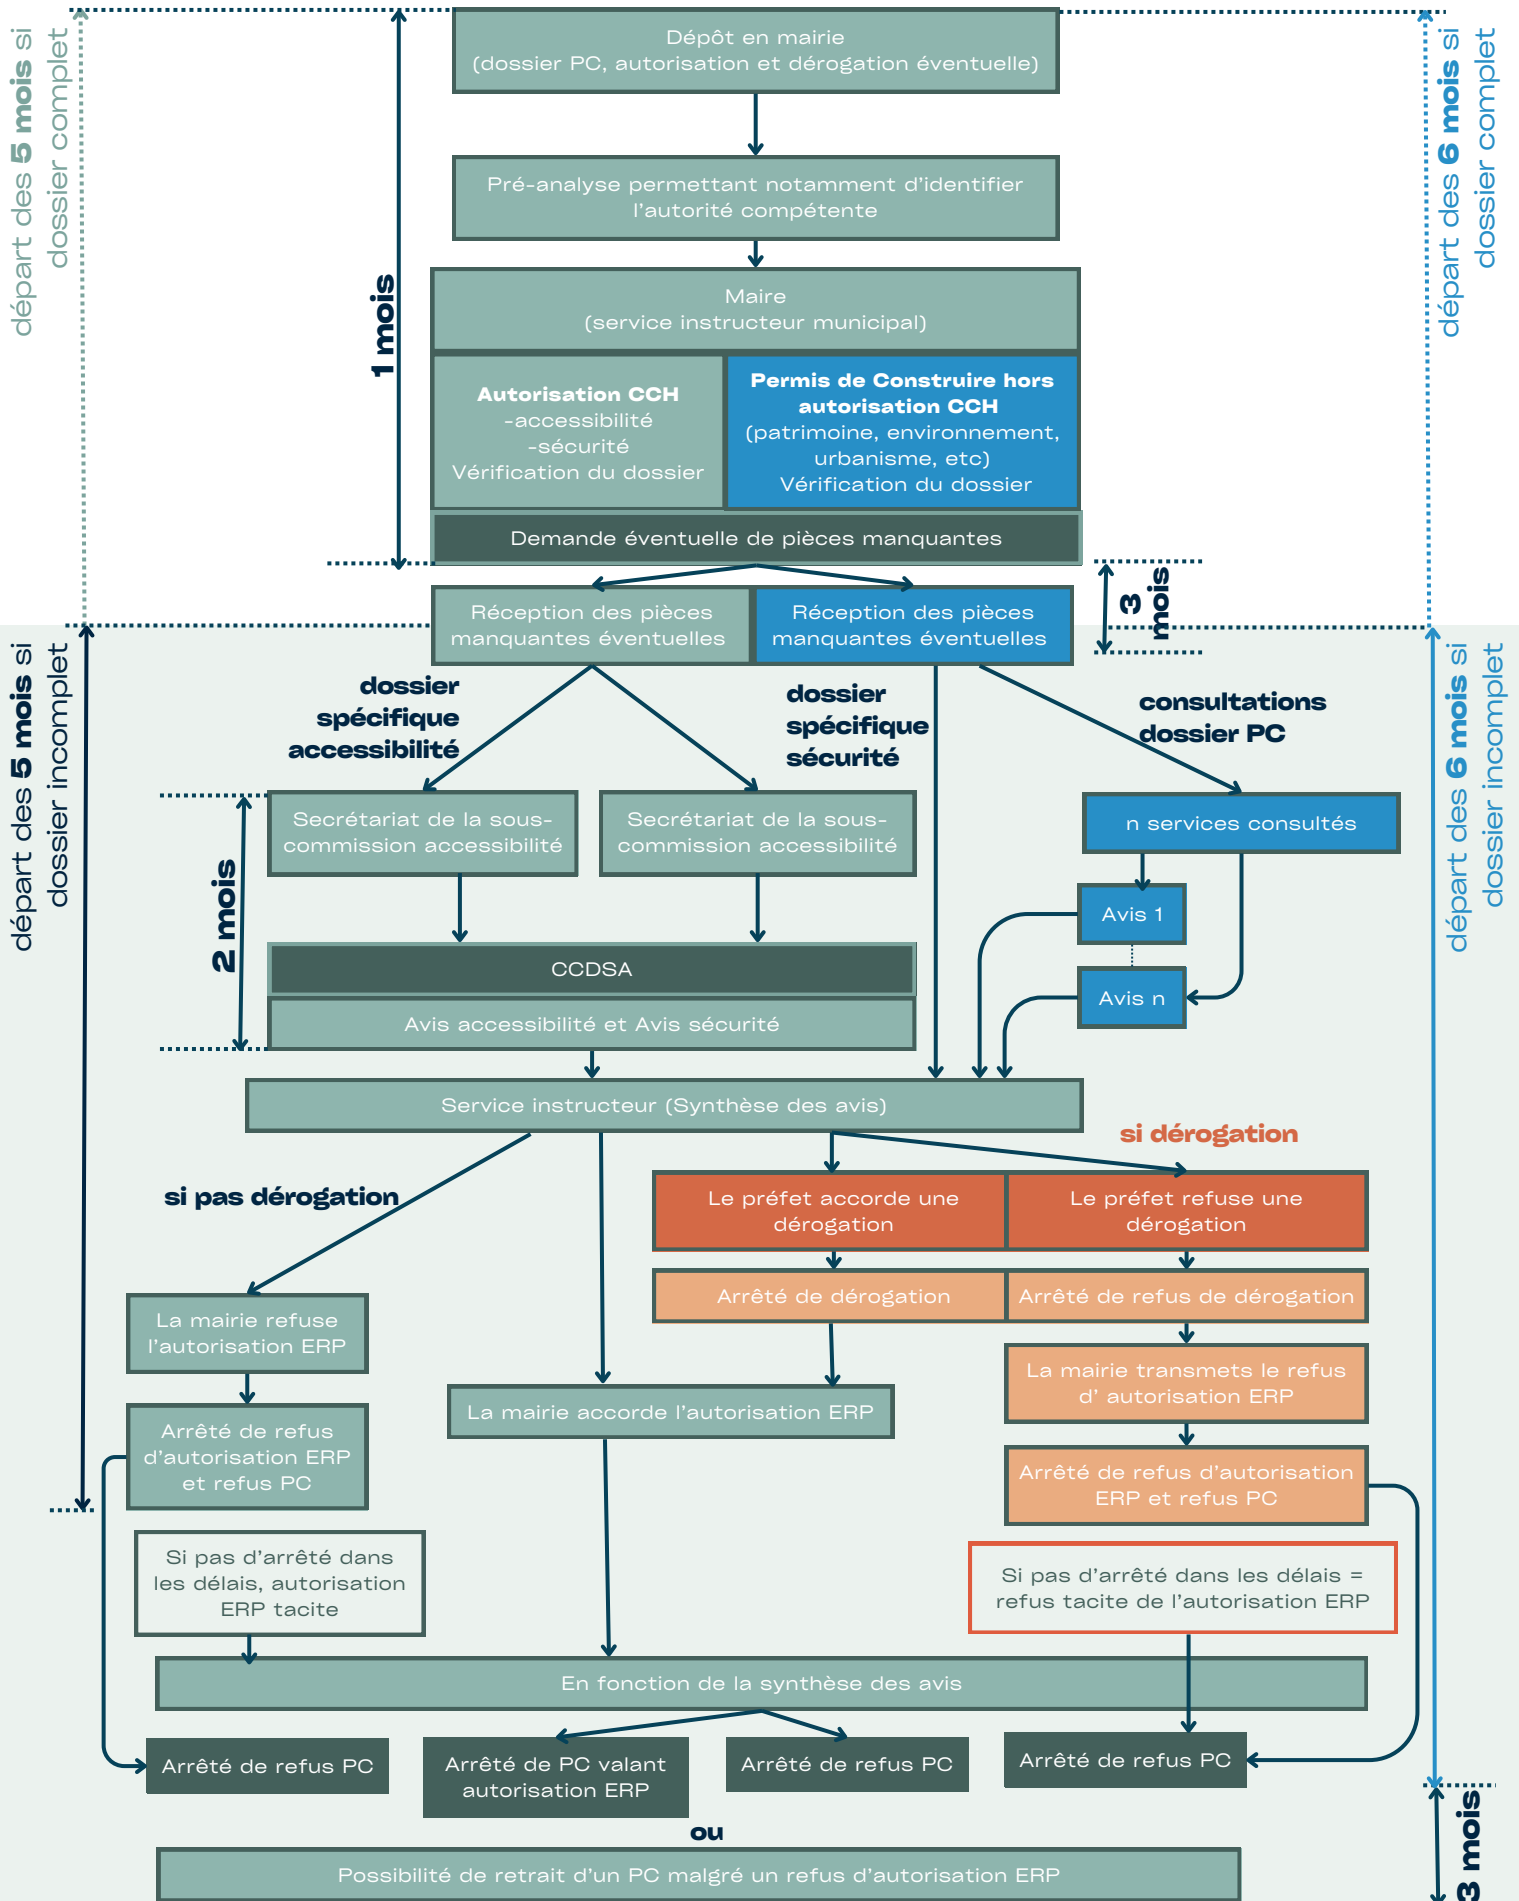 Dépôt en mairie
(dossier PC, autorisation et dérogation éventuelle)
départ des 5 mois si
dossier complet
départ des 6 mois si
dossier complet
1 mois
Pré-analyse permettant notamment d’identifier
l’autorité compétente
Maire
(service instructeur municipal)
Autorisation CCH
-accessibilité
-sécurité
Vérification du dossier
Permis de Construire hors
autorisation CCH
(patrimoine, environnement,
urbanisme, etc)
Vérification du dossier
Demande éventuelle de pièces manquantes
3
mois
Réception des pièces
manquantes éventuelles
Réception des pièces
manquantes éventuelles
départ des 5 mois si
dossier incomplet
départ des 6 mois si
dossier incomplet
dossier
spécifique
accessibilité
dossier
spécifique
sécurité
consultations
dossier PC
2 mois
Secrétariat de la sous-
commission accessibilité
Secrétariat de la sous-
commission accessibilité
n services consultés
Avis 1
Avis n
CCDSA
Avis accessibilité et Avis sécurité
Service instructeur (Synthèse des avis)
si pas dérogation
si dérogation
Le préfet accorde une
dérogation
Le préfet refuse une
dérogation
Arrêté de dérogation
Arrêté de refus de dérogation
La mairie refuse
l’autorisation ERP
La mairie transmets le refus
d’ autorisation ERP
La mairie accorde l’autorisation ERP
Arrêté de refus
d’autorisation ERP
et refus PC
Arrêté de refus d’autorisation
ERP et refus PC
Si pas d’arrêté dans
les délais, autorisation
ERP tacite
Si pas d’arrêté dans les délais =
refus tacite de l’autorisation ERP
En fonction de la synthèse des avis
Arrêté de refus PC
Arrêté de PC valant
autorisation ERP
Arrêté de refus PC
Arrêté de refus PC
ou
3 mois
Possibilité de retrait d’un PC malgré un refus d’autorisation ERP